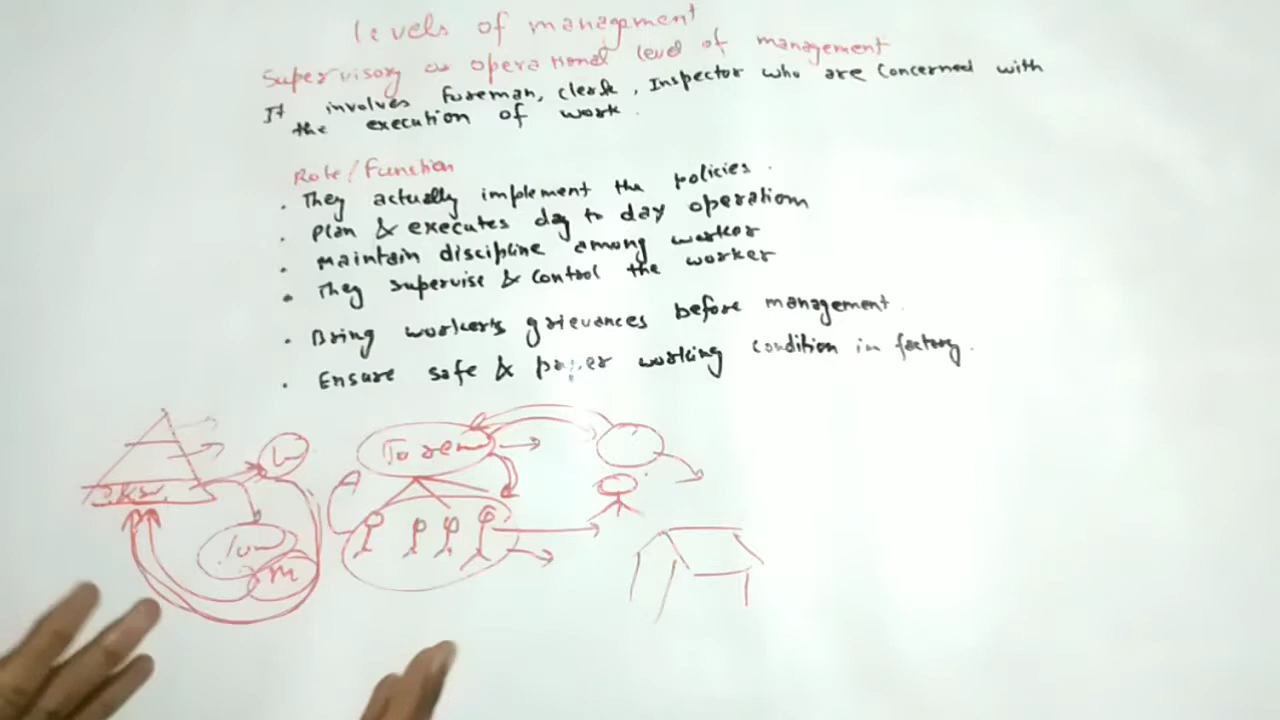 levels of management
Supervisory or operational level of management
It involves foreman, clerk, Inspector who are concerned with
the execution of work.
Role/Function
. They actually implement the policies.
. Plan & executes day to day operation
. maintain discipline among worker
. They supervise & control the worker
. Bring worker's grievances before management.
. Ensure safe & proper working condition in factory.